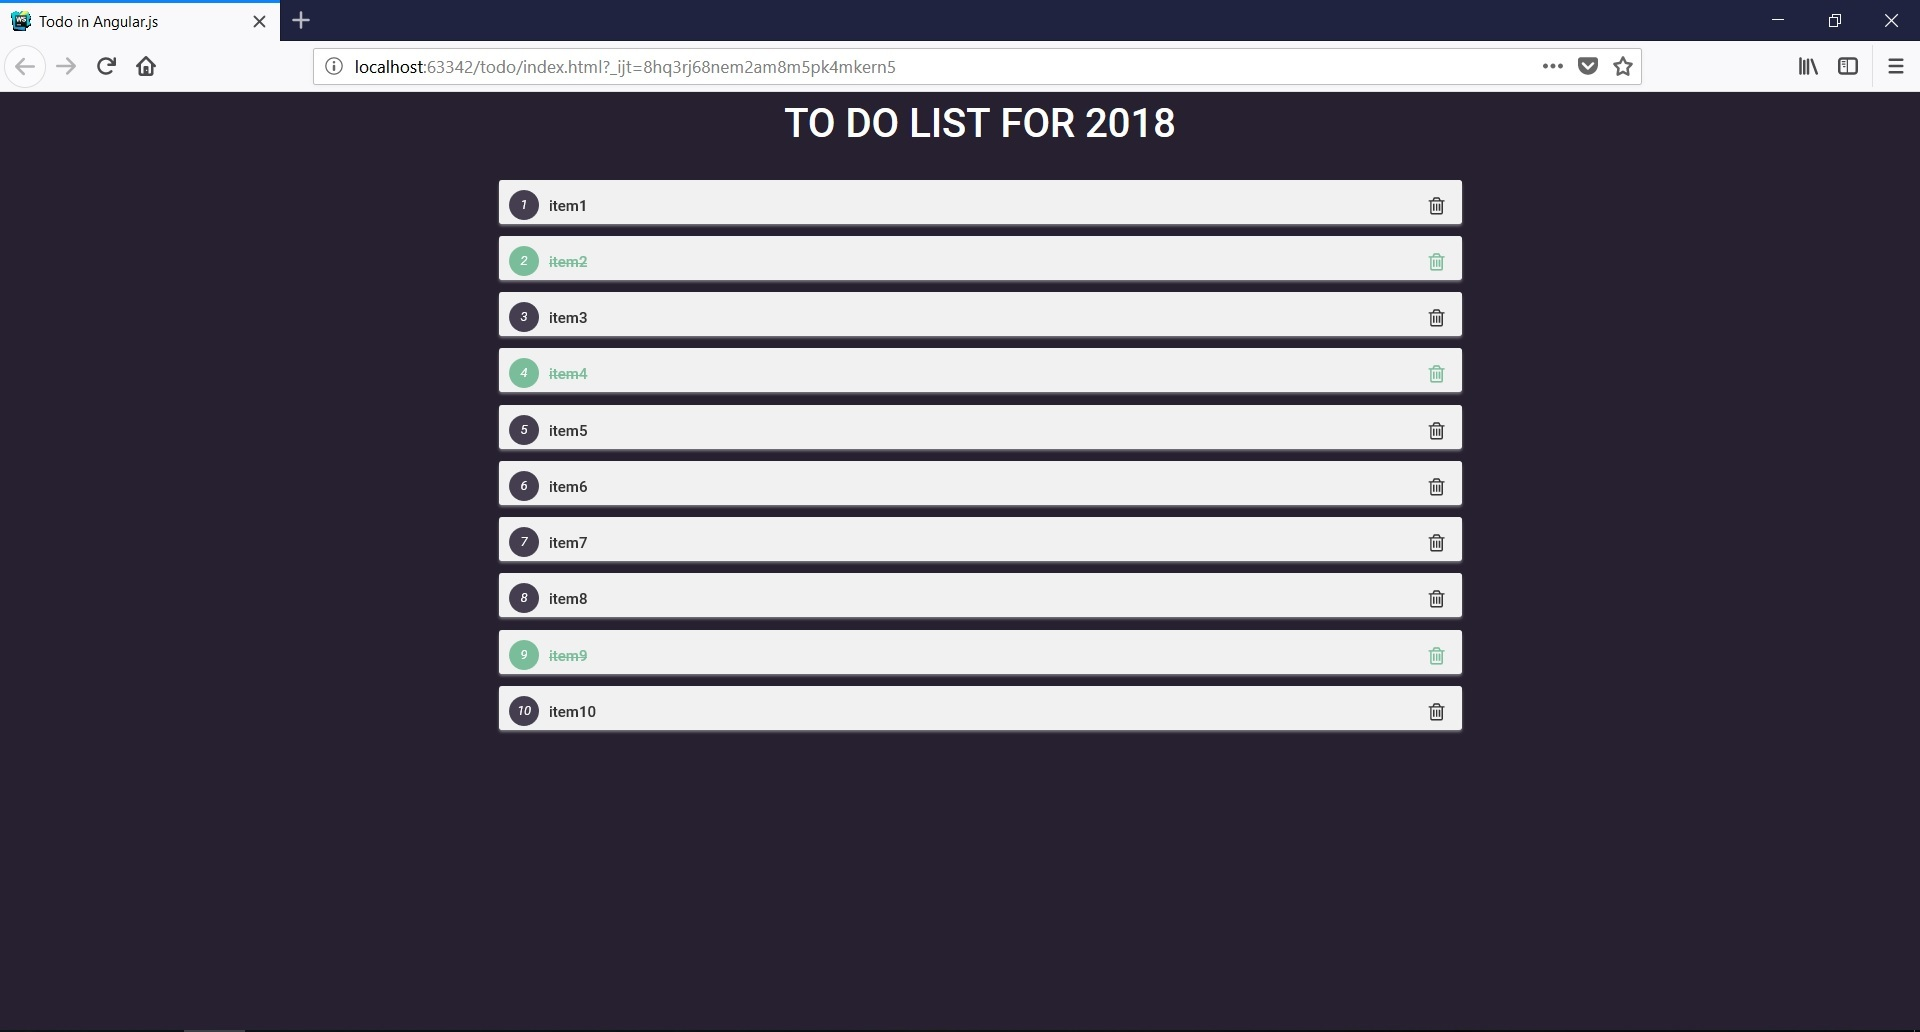 Todo in Angular.js
localhost:63342/todo/index.html?_ijt=8hq3rj68nem2am8m5pk4mkern5
TO DO LIST FOR 2018
1 item1
2 item2
3 item3
4 item4
5 item5
6 item6
7 item7
8 item8
9 item9
10 item10